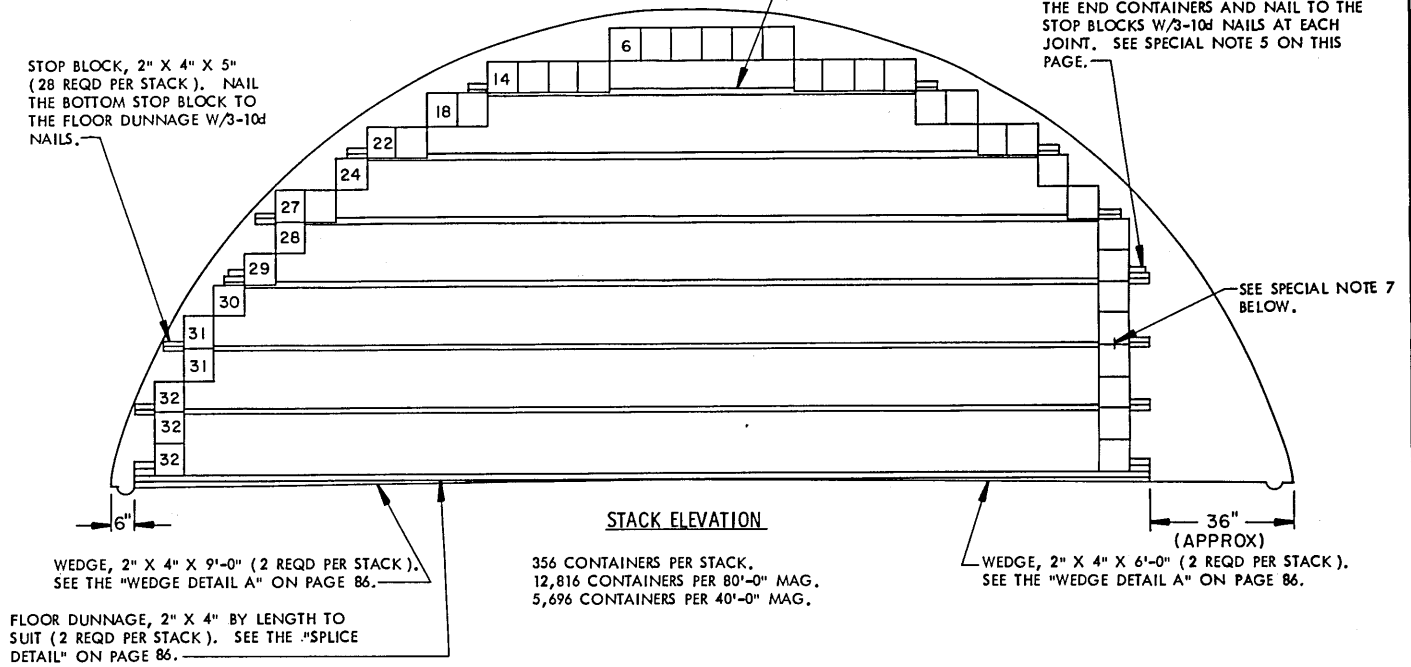 THE END CONTAINERS AND NAIL TO THE
STOP BLOCKS W/3-10d NAILS AT EACH
JOINT. SEE SPECIAL NOTE 5 ON THIS
PAGE.
STOP BLOCK, 2" X 4" X 5"
(28 REQD PER STACK). NAIL
THE BOTTOM STOP BLOCK TO
THE FLOOR DUNNAGE W/3-10d
NAILS.
6
14
18
22
24
27
28
29
30
31
31
32
32
32
SEE SPECIAL NOTE 7
BELOW.
6"
36"
(APPROX)
STACK ELEVATION
356 CONTAINERS PER STACK.
12,816 CONTAINERS PER 80'-0" MAG.
5,696 CONTAINERS PER 40'-0" MAG.
WEDGE, 2" X 4" X 9'-0" (2 REQD PER STACK).
SEE THE "WEDGE DETAIL A" ON PAGE 86.
WEDGE, 2" X 4" X 6'-0" (2 REQD PER STACK).
SEE THE "WEDGE DETAIL A" ON PAGE 86.
FLOOR DUNNAGE, 2" X 4" BY LENGTH TO
SUIT (2 REQD PER STACK). SEE THE "SPLICE
DETAIL" ON PAGE 86.